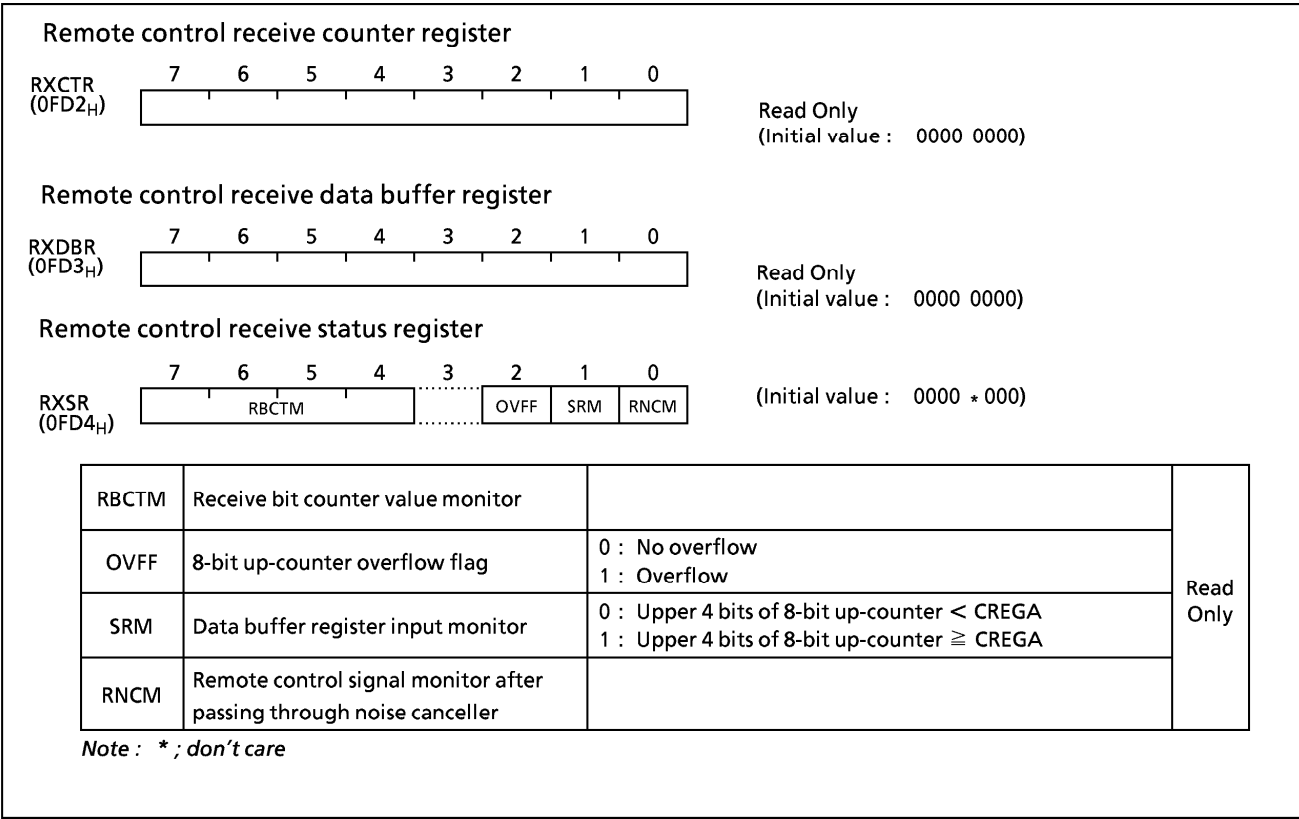 Remote control receive counter register
7 6 5 4 3 2 1 0
RXCTR
(0FD2H)
Read Only
(Initial value : 0000 0000)
Remote control receive data buffer register
7 6 5 4 3 2 1 0
RXDBR
(0FD3H)
Read Only
(Initial value : 0000 0000)
Remote control receive status register
7 6 5 4 3 2 1 0
RXSR
(0FD4H)
RBCTM OVFF SRM RNCM
(Initial value : 0000 * 000)
RBCTM Receive bit counter value monitor
OVFF 8-bit up-counter overflow flag
0 : No overflow
1 : Overflow
SRM Data buffer register input monitor
0 : Upper 4 bits of 8-bit up-counter < CREGA
1 : Upper 4 bits of 8-bit up-counter ≧ CREGA
RNCM Remote control signal monitor after
passing through noise canceller
Read
Only
Note : * ; don't care